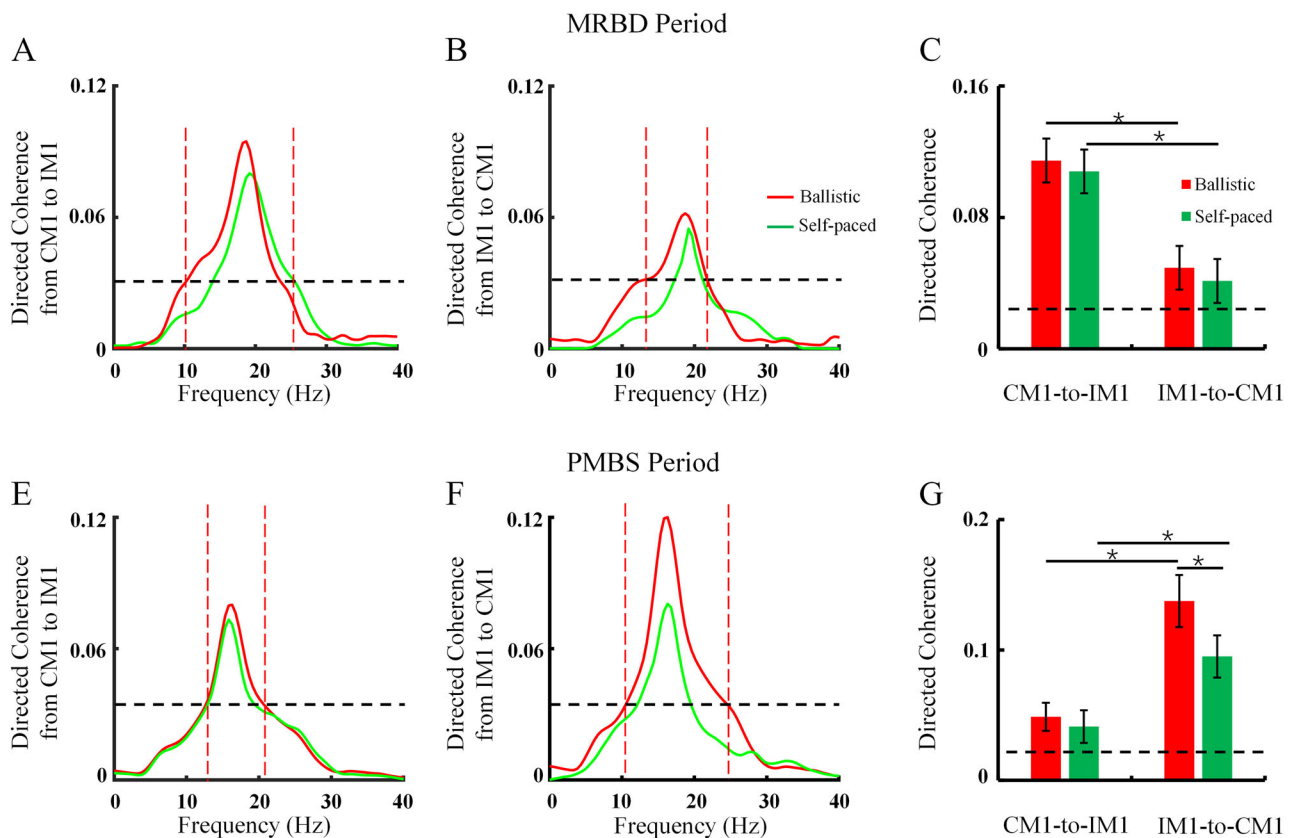 MRBD Period
A
0.12
0.06
0
Directed Coherence
from CM1 to IM1
0 10 20 30 40
Frequency (Hz)
B
0.12
0.06
0
Directed Coherence
from IM1 to CM1
Ballistic
Self-paced
0 10 20 30 40
Frequency (Hz)
C
0.16
0.08
0
Directed Coherence
*
*
Ballistic
Self-paced
CM1-to-IM1 IM1-to-CM1
PMBS Period
E
0.12
0.06
0
Directed Coherence
from CM1 to IM1
0 10 20 30 40
Frequency (Hz)
F
0.12
0.06
0
Directed Coherence
from IM1 to CM1
0 10 20 30 40
Frequency (Hz)
G
0.2
0.1
0
Directed Coherence
*
*
*
CM1-to-IM1 IM1-to-CM1